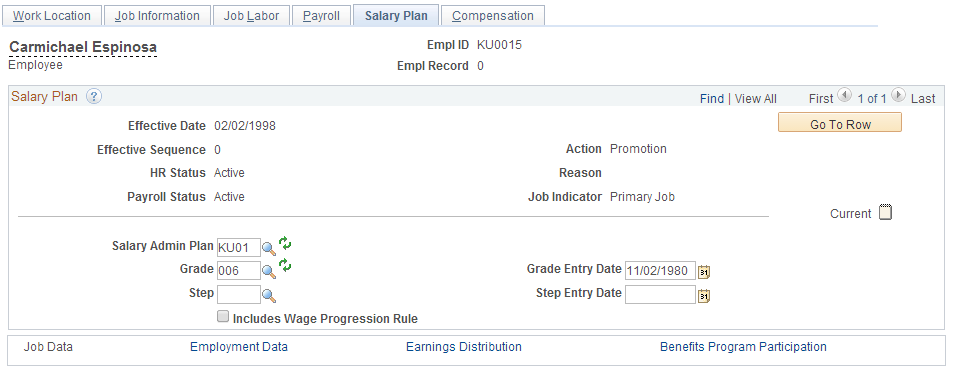 Work Location Job Information Job Labor Payroll Salary Plan Compensation
Carmichael Espinosa Empl ID KU0015
Employee Empl Record 0
Salary Plan ? Find | View All First 1 of 1 Last
Effective Date 02/02/1998 Go To Row
Effective Sequence 0 Action Promotion
HR Status Active Reason
Payroll Status Active Job Indicator Primary Job
Current
Salary Admin Plan KU01
Grade 006 Grade Entry Date 11/02/1980 31
Step Step Entry Date 31
Includes Wage Progression Rule
Job Data Employment Data Earnings Distribution Benefits Program Participation